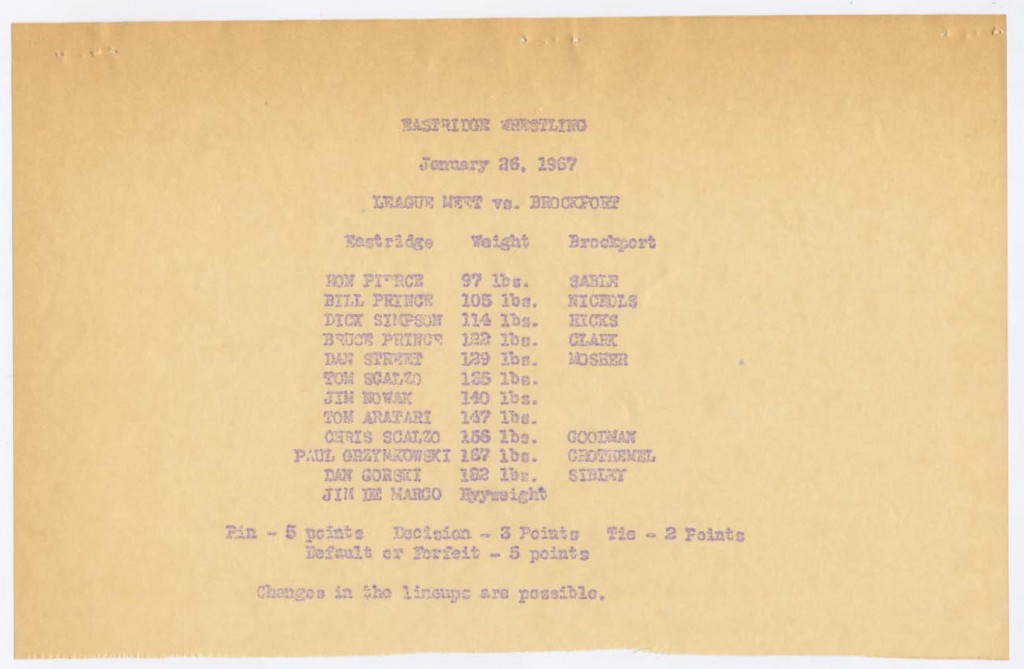 EASTRIDGE WRESTLING
January 26, 1967
LEAGUE MEET vs. BROCKPORT
Eastridge Weight Brockport
RON PIERCE 97 lbs. SABLE
BILL PRINCE 105 lbs. NICHOLS
DICK SIMPSON 114 lbs. HICKS
BRUCE PRINCE 122 lbs. CLARK
DAN STREET 129 lbs. MOSHER
TOM SCALZO 135 lbs.
JIM NOWAK 140 lbs.
TOM ARATARI 147 lbs.
CHRIS SCALZO 156 lbs. GOODMAN
PAUL GRZYMKOWSKI 167 lbs.
DAN GORSKI 182 lbs. SIBLEY
JIM DE MARCO Hvyweight
Pin - 5 points Decision - 3 Points Tie - 2 Points
Default or Forfeit - 5 points
Changes in the lineups are possible.